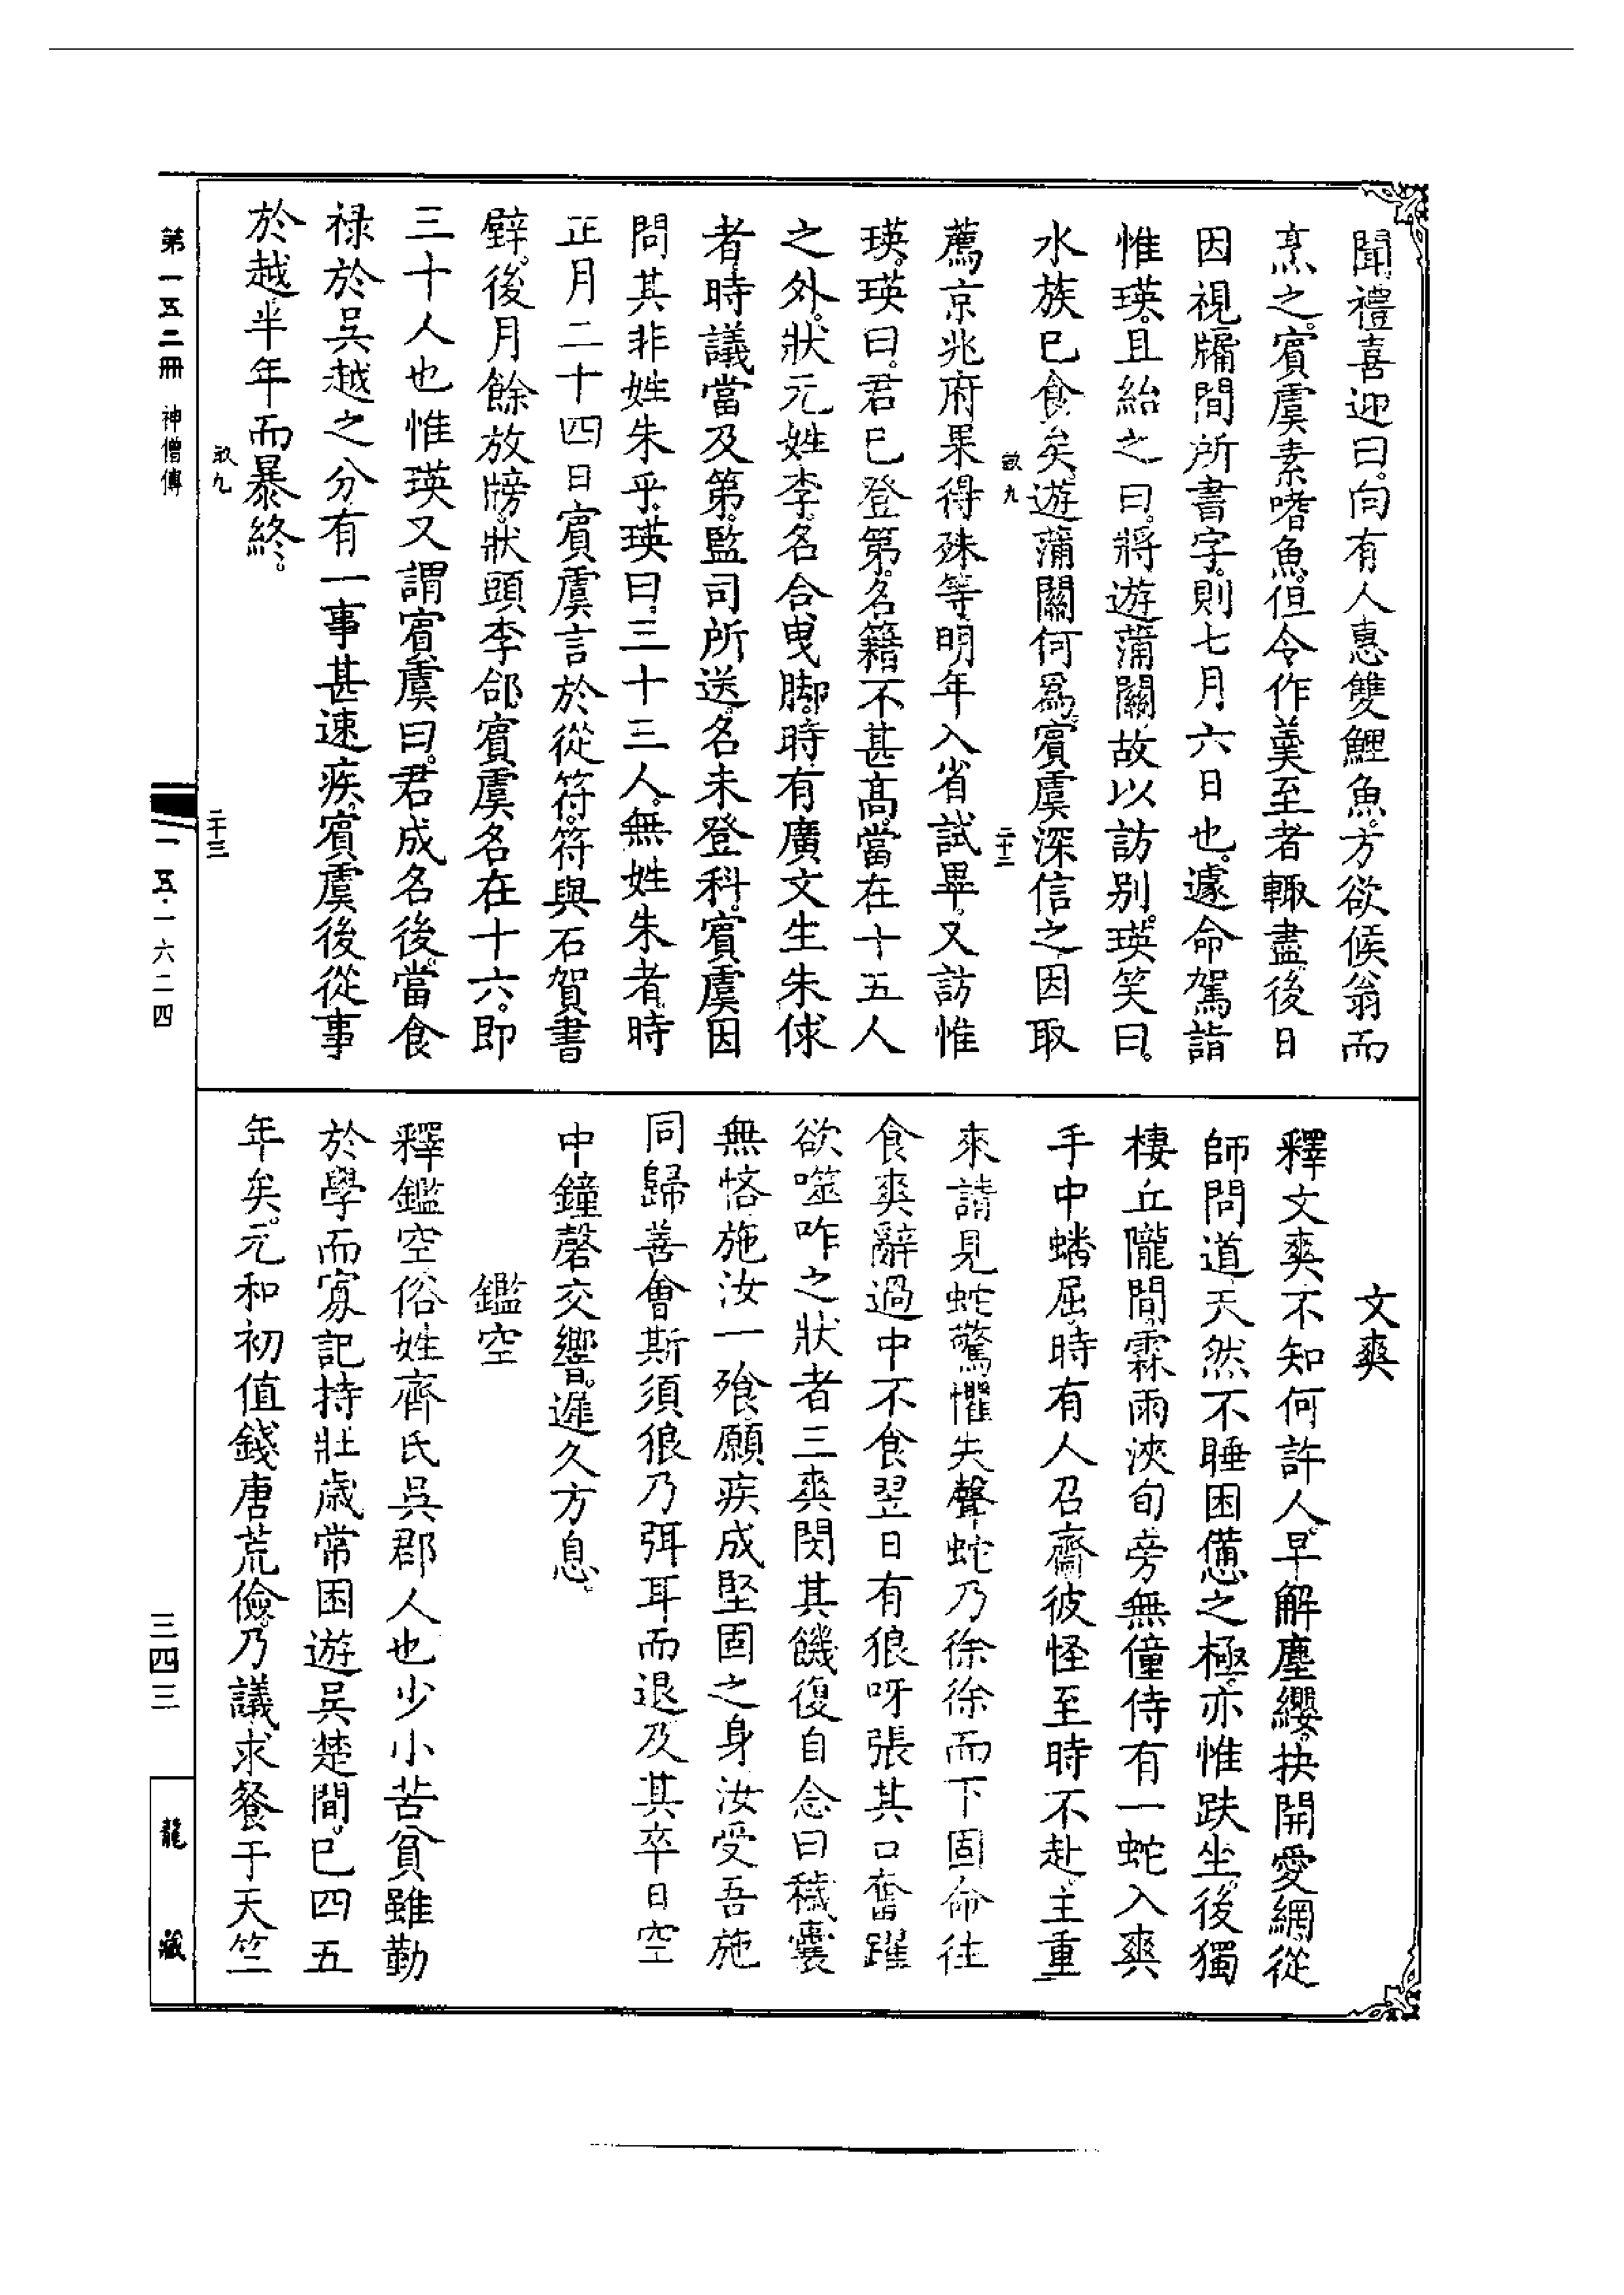 聞禮喜迎曰。向有人惠雙鯉魚。方欲候翁而
烹之。賓虞素嗜魚。但令作羹至者輙盡。後日
因視牖間所書字。則七月六日也。遽命駕詣
惟瑛。且紿之曰。將遊蒲關故以訪别。瑛笑曰。
水族巳食矣。遊蒲關何爲。賓虞深信之因取
薦京兆府果得殊等明年入省試畢。又訪惟
瑛。瑛曰。君巳登第。名籍不甚高。當在十五人
之外。狀元姓李。名合曳脚。時有廣文生朱俅
者時議當及第。監司所送。名未登科。賓虞因
問其非姓朱乎。瑛曰。三十三人。無姓朱者。時
正月二十四日賓虞言於從符。符與石賀書
壁。後月餘放牓。狀頭李郃賓虞名在十六。即
三十人也惟瑛又謂賓虞曰。君成名後。當食
禄於吳越之分有一事甚速疾。賓虞後從事
於越半年而暴終。
文爽
釋文爽不知何許人。早解塵纓。抉開愛網從
師問道天然不睡困憊之極。亦惟趺坐。後獨
棲丘隴間。霖雨浹旬旁無僮侍有一蛇入爽
手中蟠屈。時有人召齋彼怪至時不赴。主重
來請見蛇驚懼失聲蛇乃徐徐而下固命往
食爽辭過中不食翌日有狼呀張其口奮躍
欲噬咋之狀者三爽閔其饑復自念曰穢囊
無悋施汝一飱。願疾成堅固之身汝受吾施
同歸善會斯須狼乃弭耳而退及其卒日空
中鐘磬交響。遲久方息。
鑑空
釋鑑空俗姓齊氏吳郡人也少小苦貧雖勤
於學而寡記持壯歲常困遊吳楚間。巳四五
年矣。元和初值錢唐荒儉。乃議求餐于天竺
第一五二冊 神僧傳
一五·一六二四
三四三
龍藏
九
二十二
九
二十三